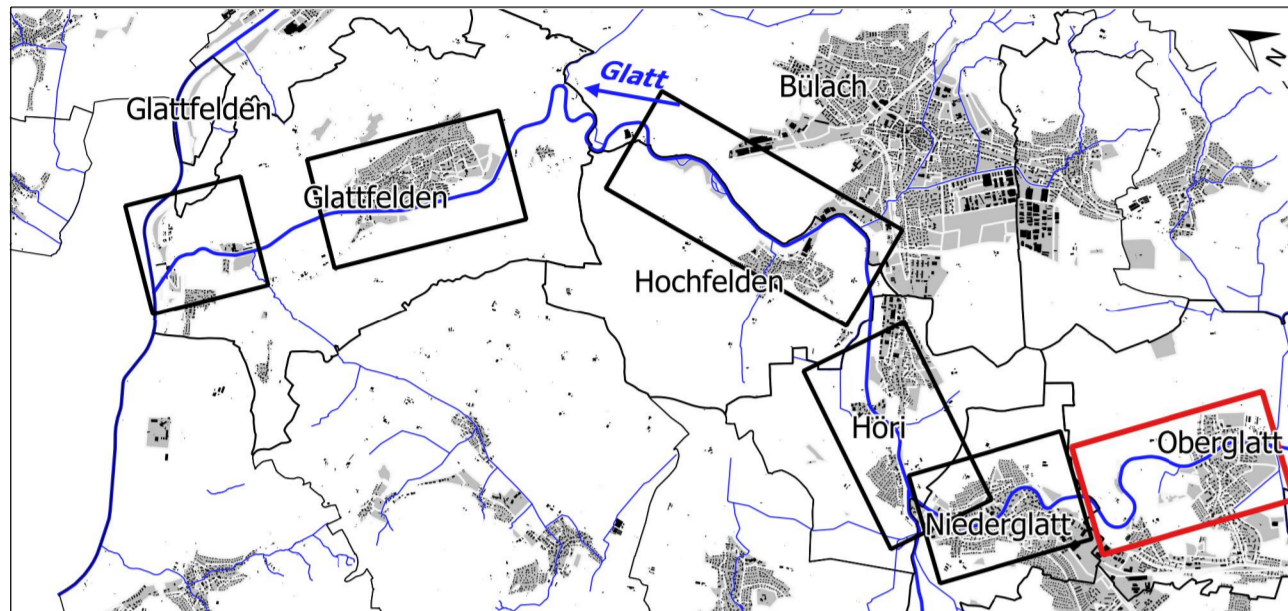 Glatt
Bülach
N
Glattfelden
Glattfelden
Hochfelden
Höri
Oberglatt
Niederglatt